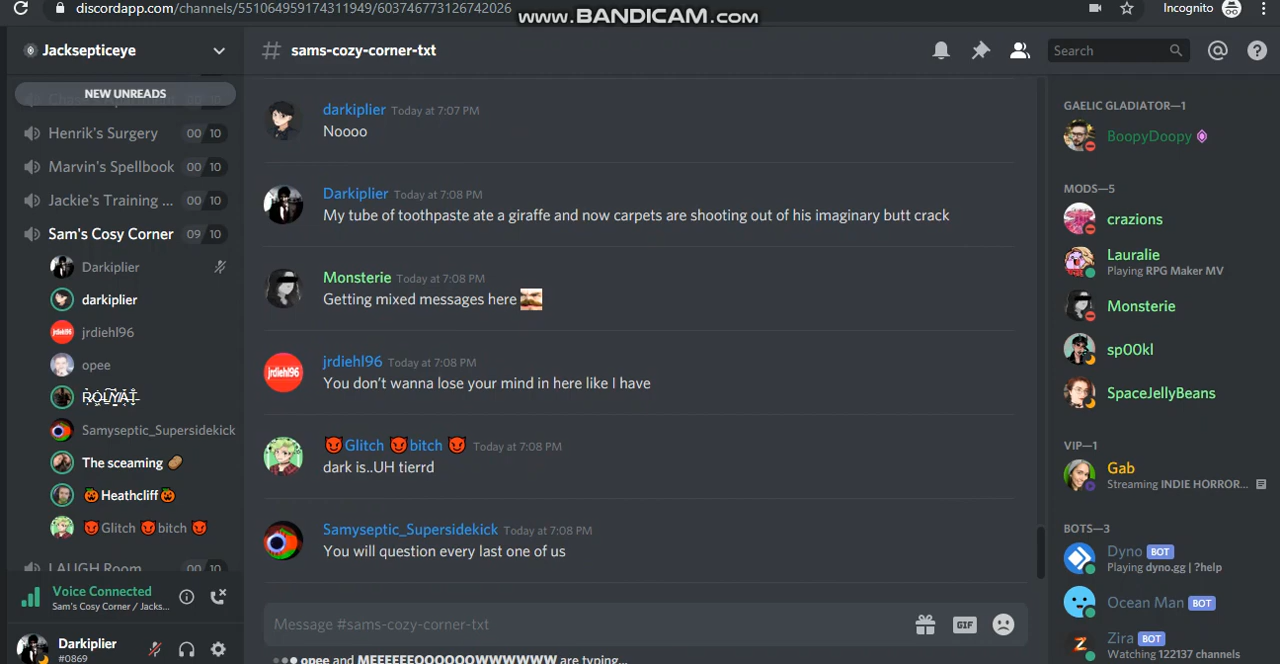 discordapp.com/channels/551064959174311949/603746773126742026
www.BANDICAM.com
Incognito
Jacksepticeye
# sams-cozy-corner-txt
Search
NEW UNREADS
Henrik's Surgery 00 10
Marvin's Spellbook 00 10
Jackie's Training ... 00 10
Sam's Cosy Corner 09 10
Darkiplier
darkiplier
jrdiehl96
opee
Samyseptic_Supersidekick
The sceaming 🥔
🎃Heathcliff🎃
😈Glitch 😈bitch 😈
LAUGH Room 00 10
Voice Connected
Sam's Cosy Corner / Jacks...
Darkiplier
#0869
darkiplier Today at 7:07 PM
Noooo
Darkiplier Today at 7:08 PM
My tube of toothpaste ate a giraffe and now carpets are shooting out of his imaginary butt crack
Monsterie Today at 7:08 PM
Getting mixed messages here
jrdiehl96
jrdiehl96 Today at 7:08 PM
You don't wanna lose your mind in here like I have
😈Glitch 😈bitch 😈 Today at 7:08 PM
dark is..UH tierrd
Samyseptic_Supersidekick Today at 7:08 PM
You will question every last one of us
Message #sams-cozy-corner-txt
GIF
opee and MEEEEEEOOOOOOWWWWWW are typing...
GAELIC GLADIATOR—1
BoopyDoopy
MODS—5
crazions
Lauralie
Playing RPG Maker MV
Monsterie
sp00kl
SpaceJellyBeans
VIP—1
Gab
Streaming INDIE HORROR...
BOTS—3
Dyno BOT
Playing dyno.gg | ?help
Ocean Man BOT
Zira BOT
Watching 122137 channels